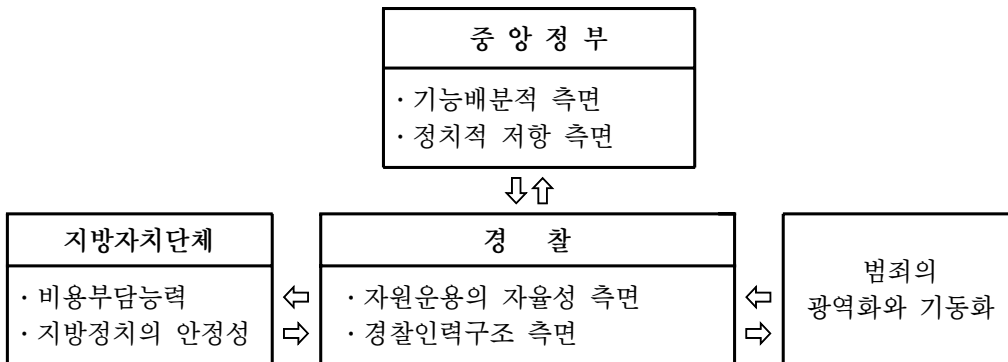 중 앙 정 부
· 기능배분적 측면
· 정치적 저항 측면
지방자치단체
· 비용부담능력
· 지방정치의 안정성
경 찰
· 자원운용의 자율성 측면
· 경찰인력구조 측면
범죄의
광역화와 기동화